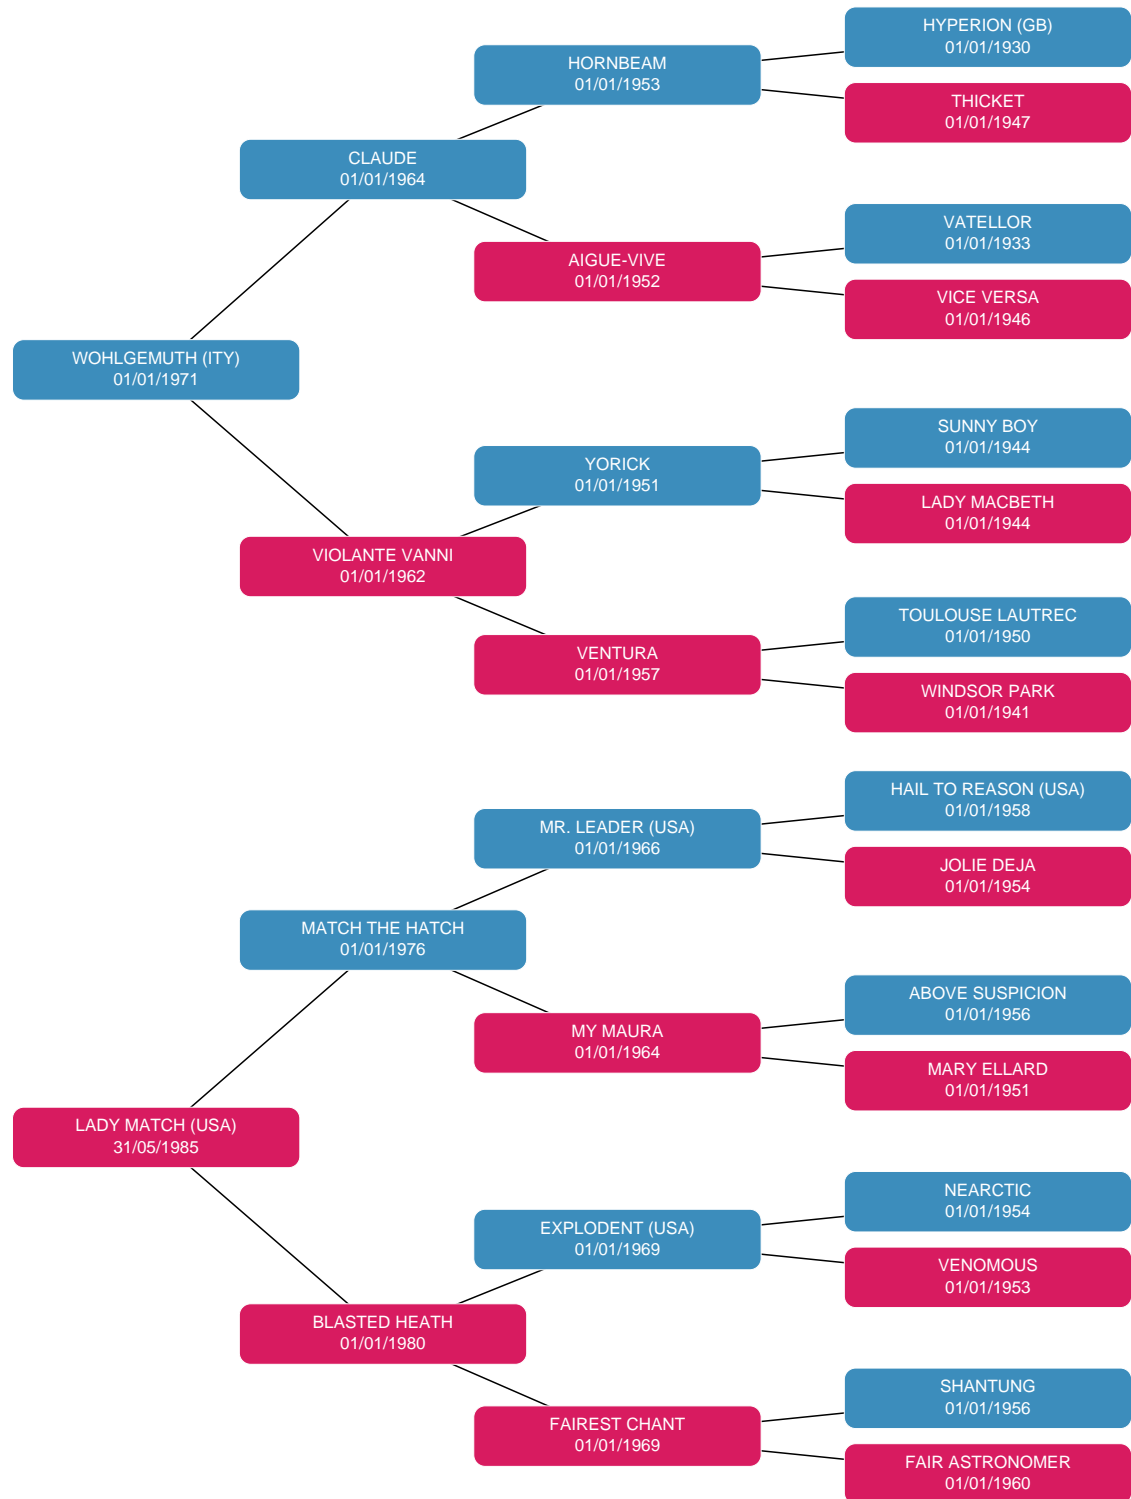 HYPERION (GB)
01/01/1930
HORNBEAM
01/01/1953
THICKET
01/01/1947
CLAUDE
01/01/1964
VATELLOR
01/01/1933
AIGUE-VIVE
01/01/1952
VICE VERSA
01/01/1946
WOHLGEMUTH (ITY)
01/01/1971
SUNNY BOY
01/01/1944
YORICK
01/01/1951
LADY MACBETH
01/01/1944
VIOLANTE VANNI
01/01/1962
TOULOUSE LAUTREC
01/01/1950
VENTURA
01/01/1957
WINDSOR PARK
01/01/1941
HAIL TO REASON (USA)
01/01/1958
MR. LEADER (USA)
01/01/1966
JOLIE DEJA
01/01/1954
MATCH THE HATCH
01/01/1976
ABOVE SUSPICION
01/01/1956
MY MAURA
01/01/1964
MARY ELLARD
01/01/1951
LADY MATCH (USA)
31/05/1985
NEARCTIC
01/01/1954
EXPLODENT (USA)
01/01/1969
VENOMOUS
01/01/1953
BLASTED HEATH
01/01/1980
SHANTUNG
01/01/1956
FAIREST CHANT
01/01/1969
FAIR ASTRONOMER
01/01/1960